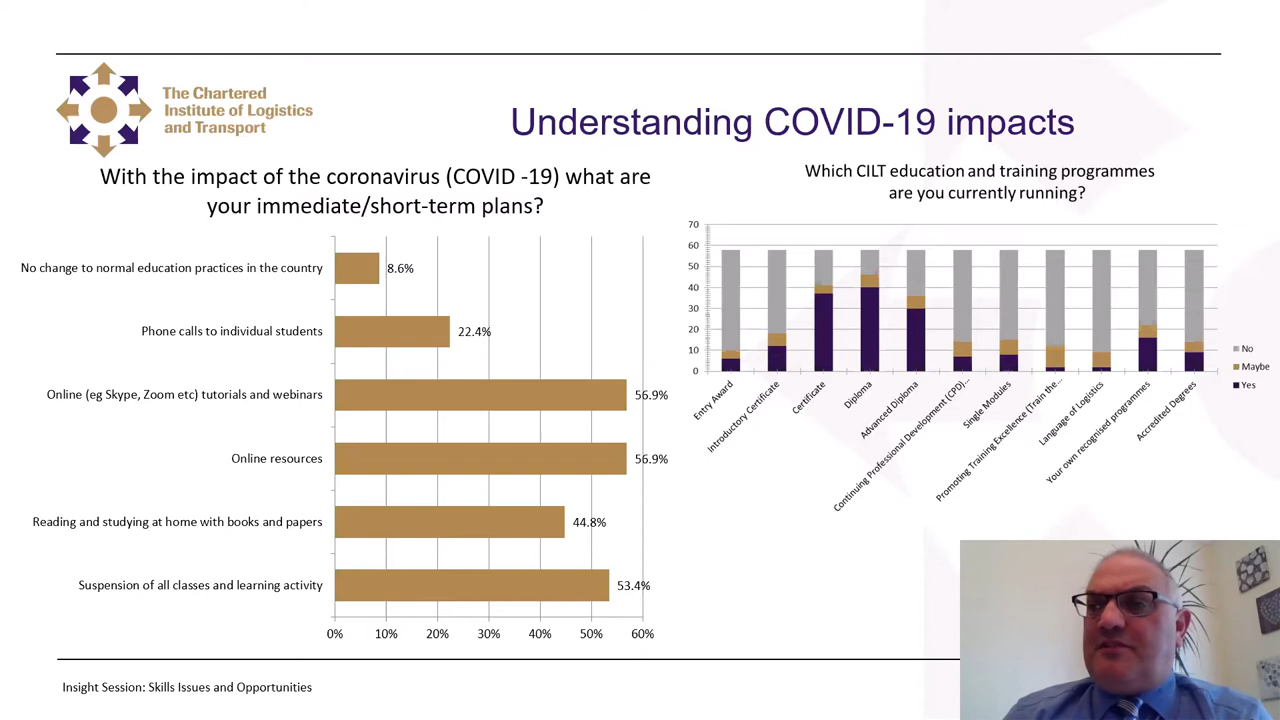 The Chartered
Institute of Logistics
and Transport
Understanding COVID-19 impacts
With the impact of the coronavirus (COVID -19) what are
your immediate/short-term plans?
No change to normal education practices in the country
8.6%
Phone calls to individual students
22.4%
Online (eg Skype, Zoom etc) tutorials and webinars
56.9%
Online resources
56.9%
Reading and studying at home with books and papers
44.8%
Suspension of all classes and learning activity
53.4%
0% 10% 20% 30% 40% 50% 60%
Which CILT education and training programmes
are you currently running?
70
60
50
40
30
20
10
0
Entry Award
Introductory Certificate
Certificate
Diploma
Advanced Diploma
Continuing Professional Development (CPD)...
Single Modules
Promoting Training Excellence (Train the...
Language of Logistics
Your own recognised programmes
Accredited Degrees
No
Maybe
Yes
Insight Session: Skills Issues and Opportunities